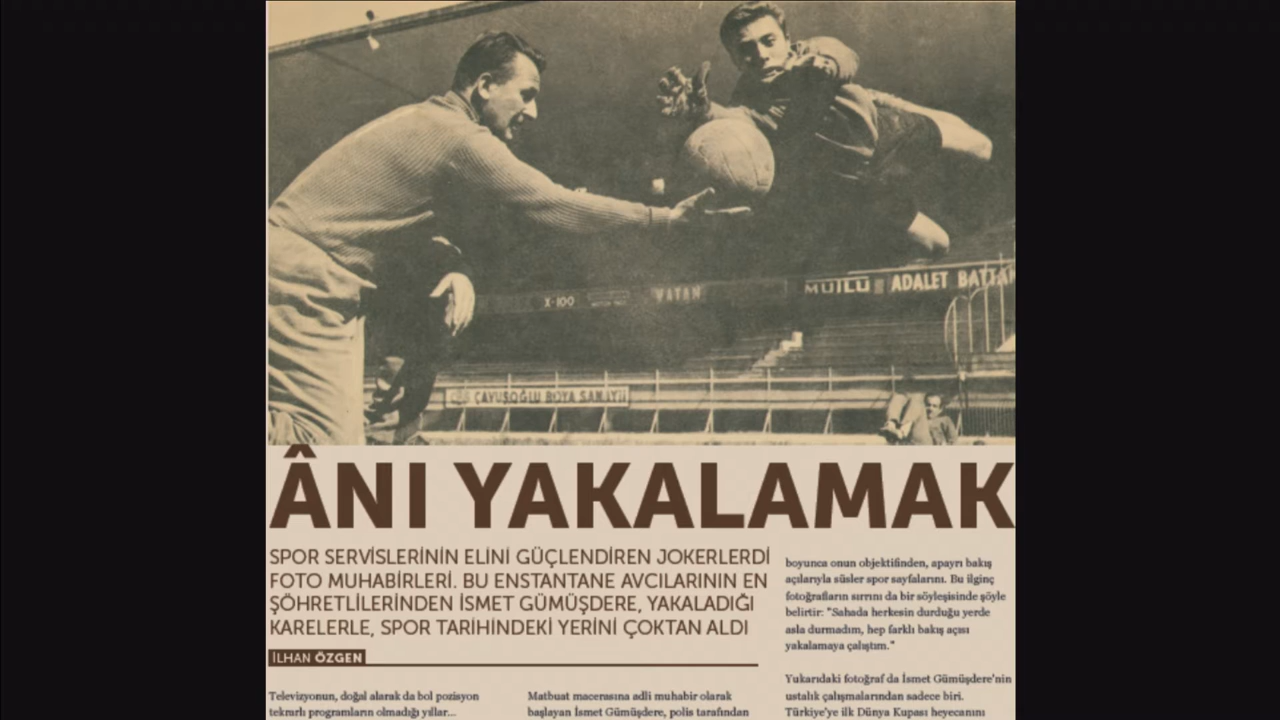 X-100
VATAN
MUTLU
ADALET BATTAN
ÇAVUŞOĞLU BOYA SANAYİİ
ÂNI YAKALAMAK
SPOR SERVİSLERİNİN ELİNİ GÜÇLENDİREN JOKERLERDİ
FOTO MUHABİRLERİ. BU ENSTANTANE AVCILARININ EN
ŞÖHRETLİLERİNDEN İSMET GÜMÜŞDERE, YAKALADIĞI
KARELERLE, SPOR TARİHİNDEKİ YERİNİ ÇOKTAN ALDI
İLHAN ÖZGEN
Televizyonun, doğal alarak da bol pozisyon
tekrarlı programların olmadığı yıllar...
Matbuat macerasına adli muhabir olarak
başlayan İsmet Gümüşdere, polis tarafından
boyunca onun objektifinden, apayrı bakış
açılarıyla süsler spor sayfalarını. Bu ilginç
fotoğrafların sırrını da bir söyleşisinde şöyle
belirtir: "Sahada herkesin durduğu yerde
asla durmadım, hep farklı bakış açısı
yakalamaya çalıştım."
Yukarıdaki fotoğraf da İsmet Gümüşdere'nin
ustalık çalışmalarından sadece biri.
Türkiye'ye ilk Dünya Kupası heyecanını